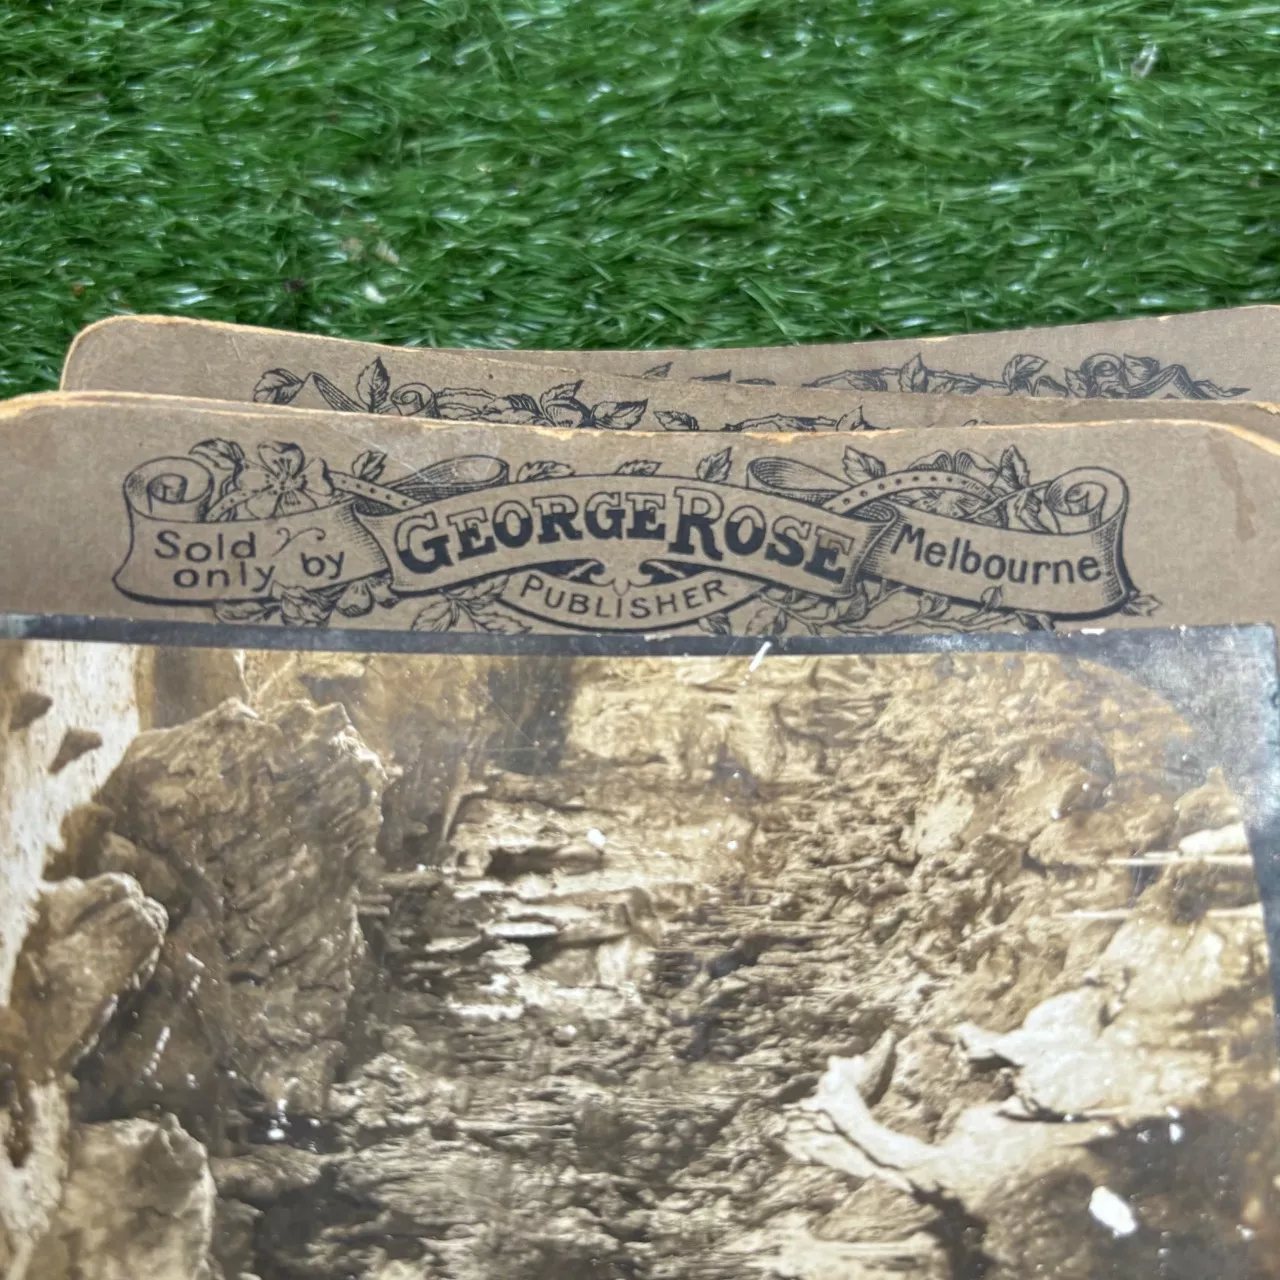 Sold only by
GEORGE ROSE
PUBLISHER
Melbourne